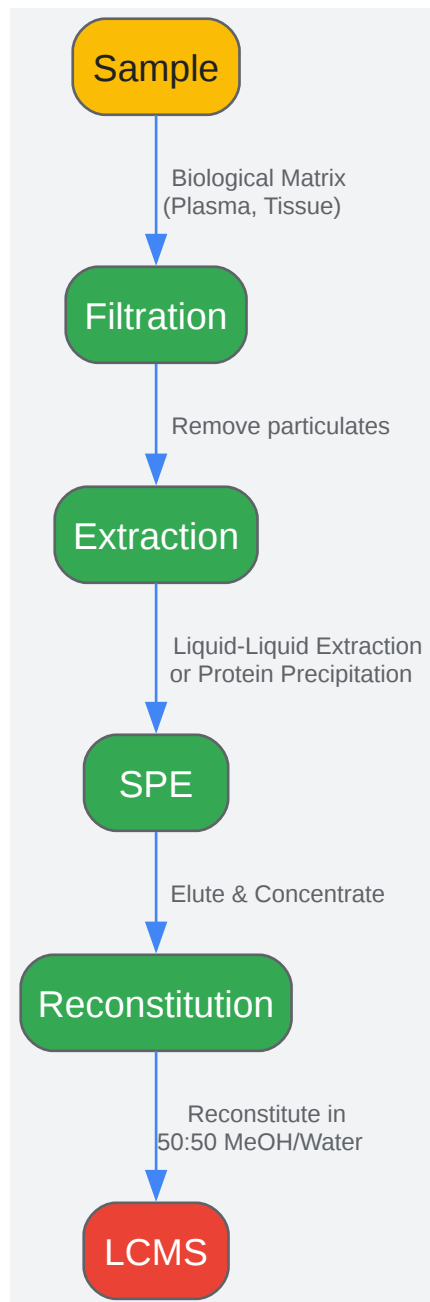 Sample
Biological Matrix
(Plasma, Tissue)
Filtration
Remove particulates
Extraction
Liquid-Liquid Extraction
or Protein Precipitation
SPE
Elute & Concentrate
Reconstitution
Reconstitute in
50:50 MeOH/Water
LCMS